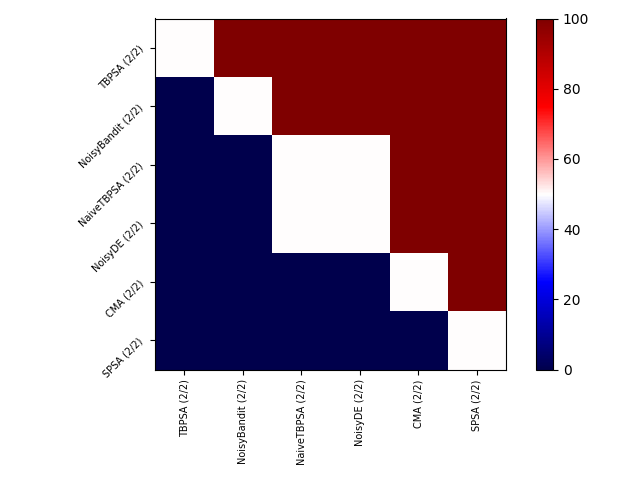 TBPSA (2/2)
NoisyBandit (2/2)
NaiveTBPSA (2/2)
NoisyDE (2/2)
CMA (2/2)
SPSA (2/2)
TBPSA (2/2)
NoisyBandit (2/2)
NaiveTBPSA (2/2)
NoisyDE (2/2)
CMA (2/2)
SPSA (2/2)
100
80
60
40
20
0